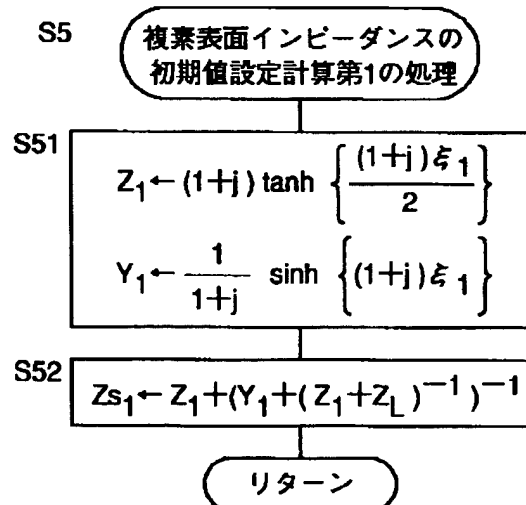 S5
複素表面インピーダンスの
初期値設定計算第1の処理
S51
Z₁←(1+j) tanh {(1+j)ξ₁/2}
Y₁← 1/(1+j) sinh {(1+j)ξ₁}
S52
Zs₁←Z₁+(Y₁+(Z₁+Z_L)⁻¹)⁻¹
リターン